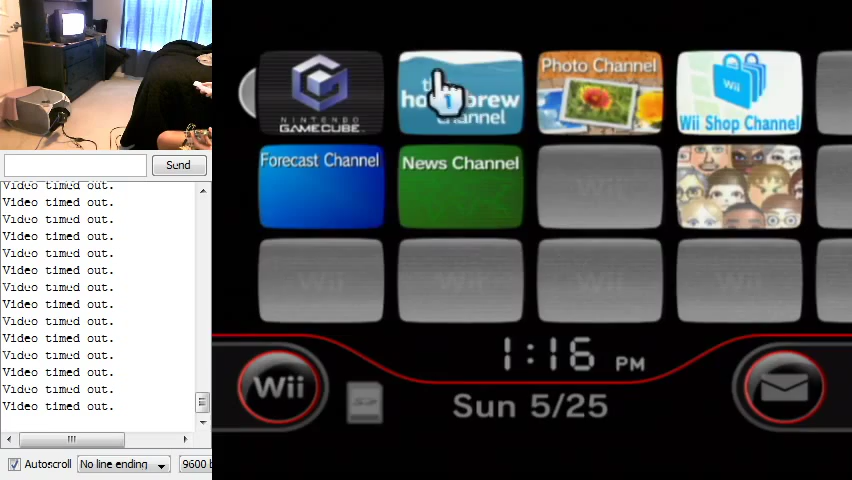 Send
Video timed out.
Video timed out.
Video timed out.
Video timed out.
Video timed out.
Video timed out.
Video timed out.
Video timed out.
Video timed out.
Video timed out.
Video timed out.
Video timed out.
Video timed out.
Video timed out.
Autoscroll
No line ending
9600 b
NINTENDO
GAMECUBE™
1
channel
Photo Channel
Wii
Wii Shop Channel
Forecast Channel
News Channel
Wii
Wii
Wii
Wii
Wii
1:16 PM
Wii
SD
Sun 5/25